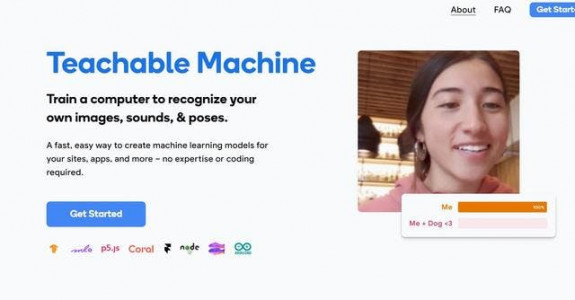 About FAQ Get Start
Teachable Machine
Train a computer to recognize your
own images, sounds, & poses.
A fast, easy way to create machine learning models for
your sites, apps, and more – no expertise or coding
required.
Get Started
p5.js Coral node
Me 100%
Me + Dog <3